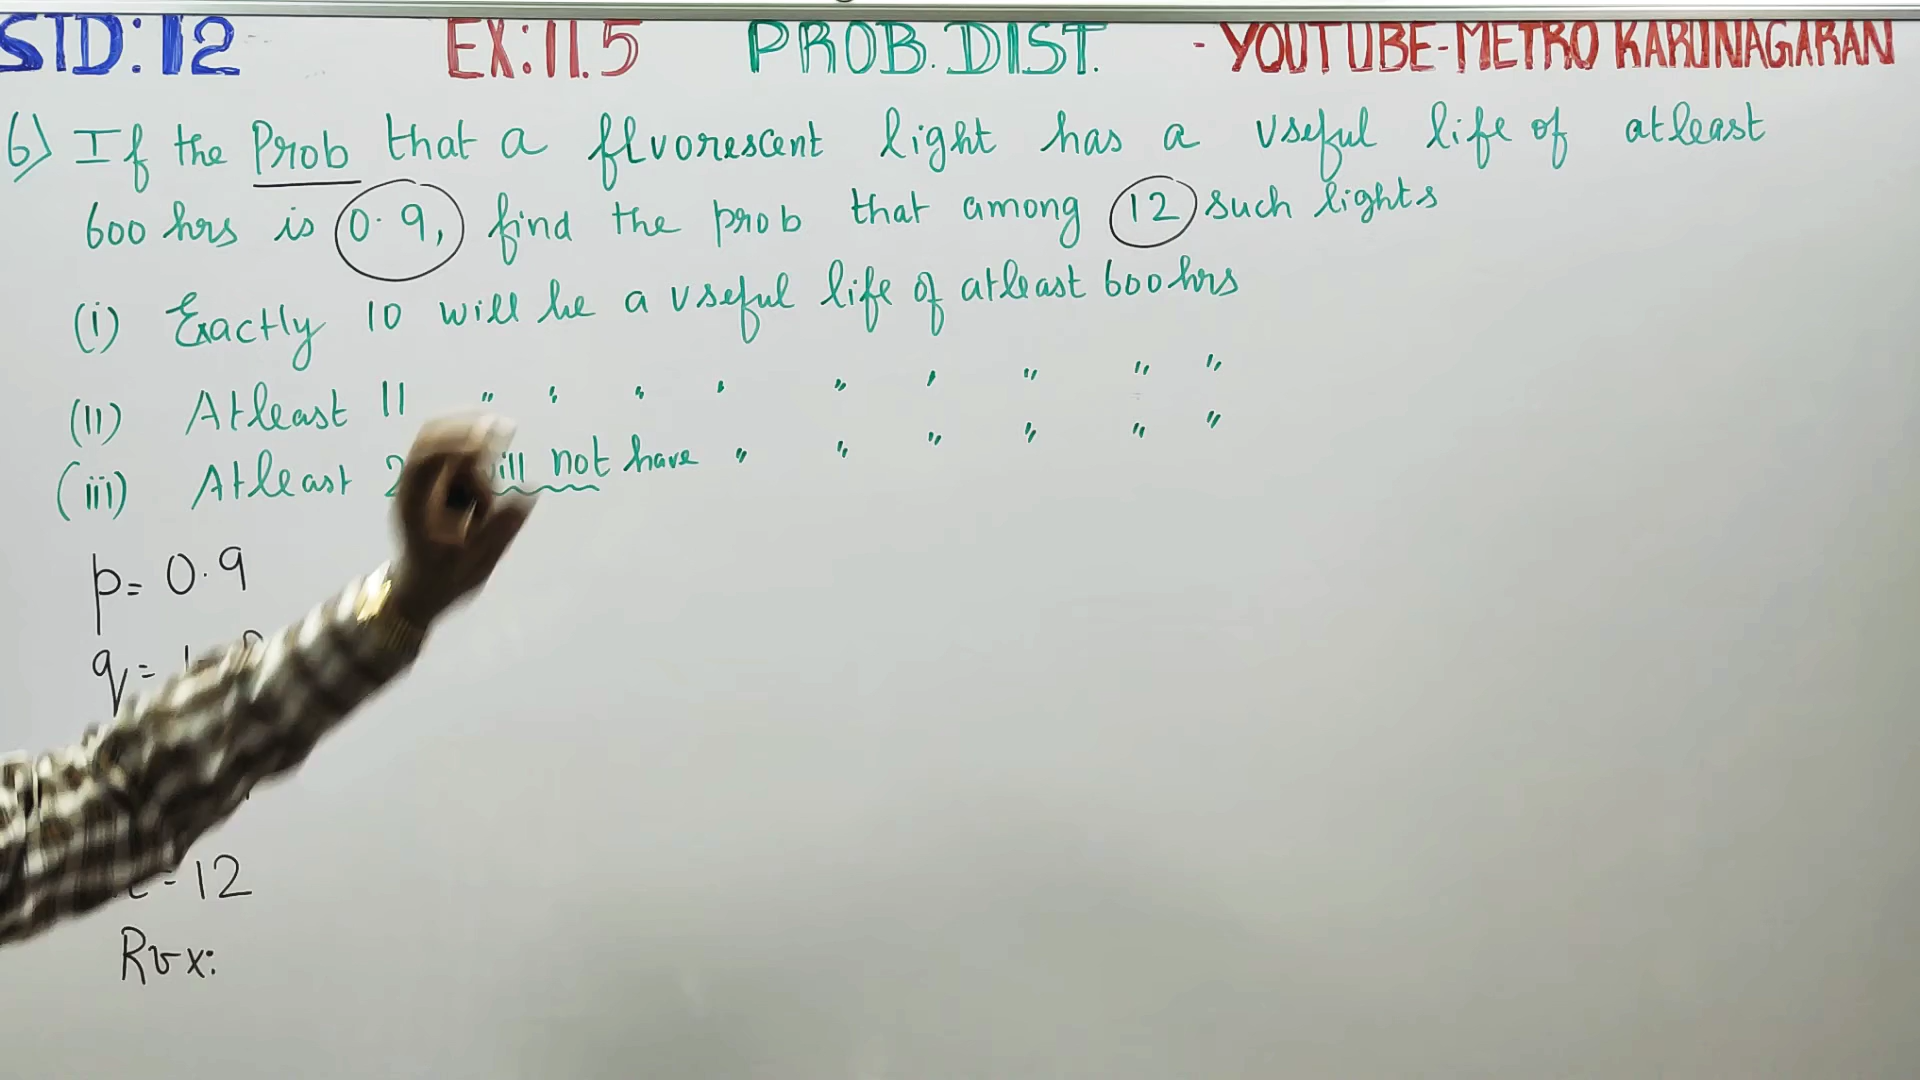 STD:12 EX:11.5 PROB.DIST. - YOUTUBE-METRO KARUNAGARAN
6) If the Prob that a fluorescent light has a useful life of atleast
600 hrs is 0.9, find the prob that among 12 such lights
(i) Exactly 10 will be a useful life of atleast 600 hrs
(ii) Atleast 11 " " " " " " " " "
(iii) Atleast 2 will not have " " " " " "
p= 0.9
q=
=12
Rv x: